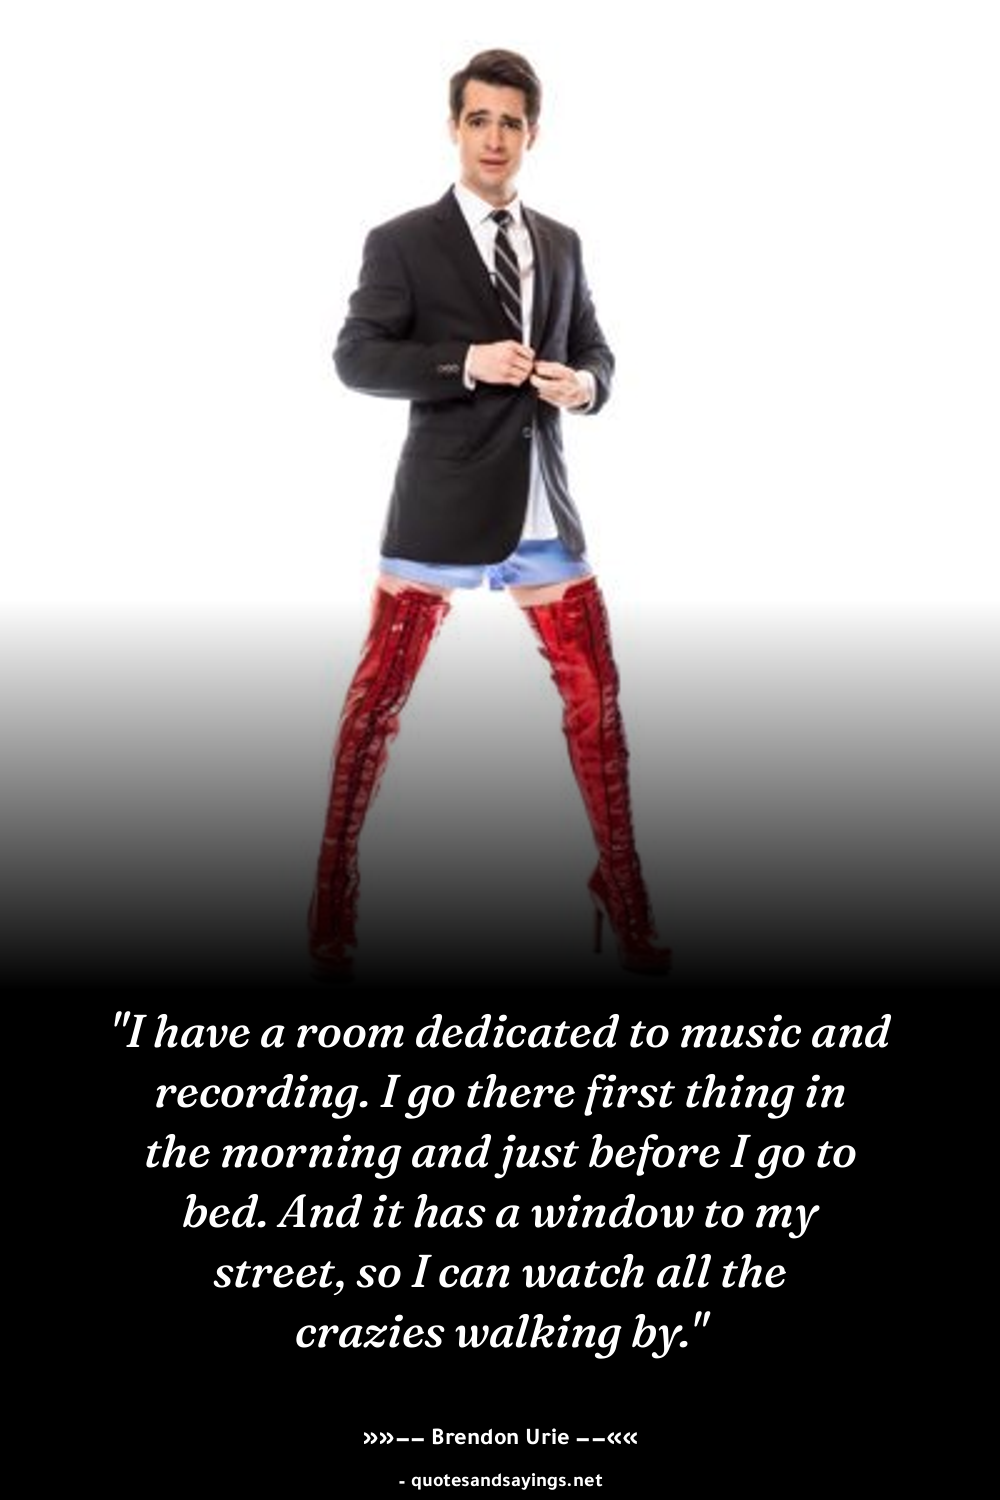 "I have a room dedicated to music and
recording. I go there first thing in
the morning and just before I go to
bed. And it has a window to my
street, so I can watch all the
crazies walking by."
»»−− Brendon Urie −−««
- quotesandsayings.net